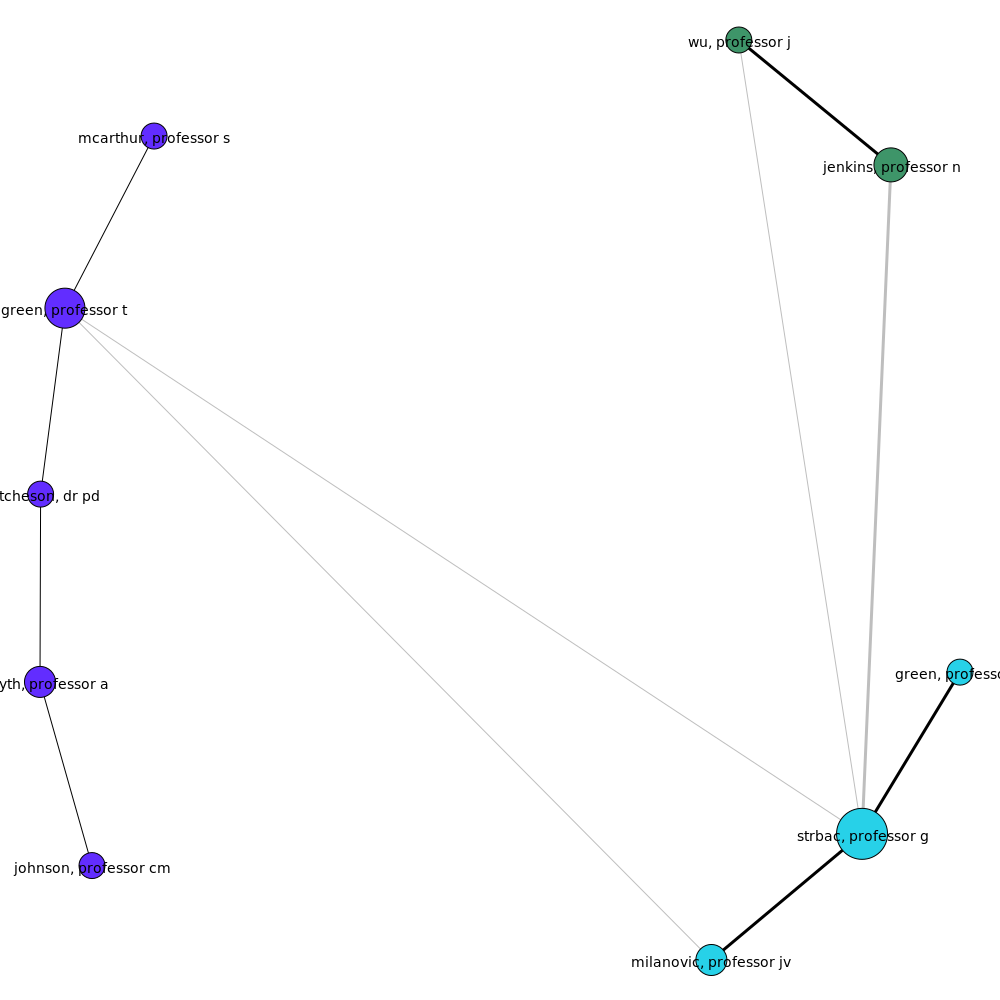 wu, professor j
mcarthur, professor s
jenkins, professor n
green, professor t
tcheson, dr pd
green, professo
yth, professor a
strbac, professor g
johnson, professor cm
milanovic, professor jv